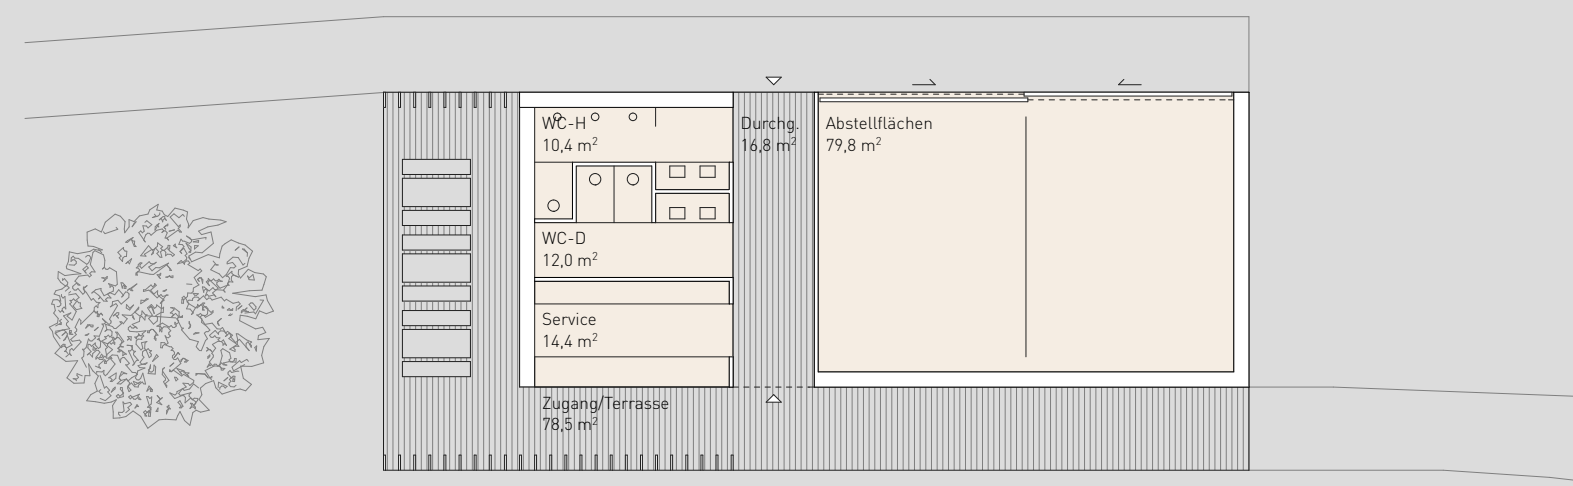 WC-H
10,4 m²
Durchg.
16,8 m²
Abstellflächen
79,8 m²
WC-D
12,0 m²
Service
14,4 m²
Zugang/Terrasse
78,5 m²